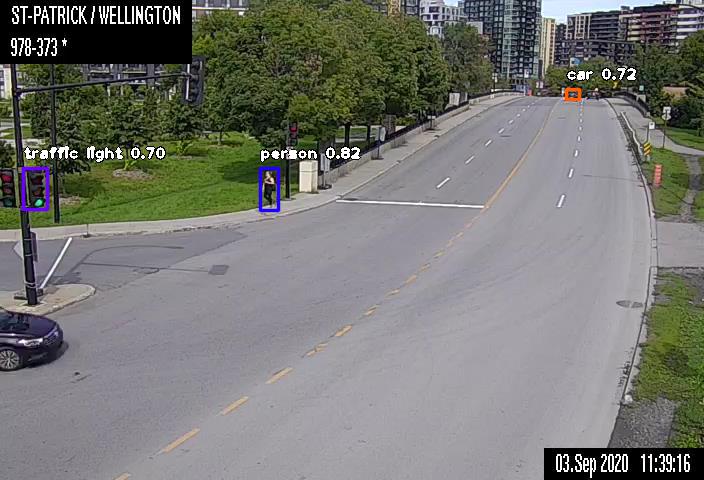 ST-PATRICK / WELLINGTON
978-373 *
car 0.72
traffic light 0.70
person 0.82
03.Sep 2020 11:39:16